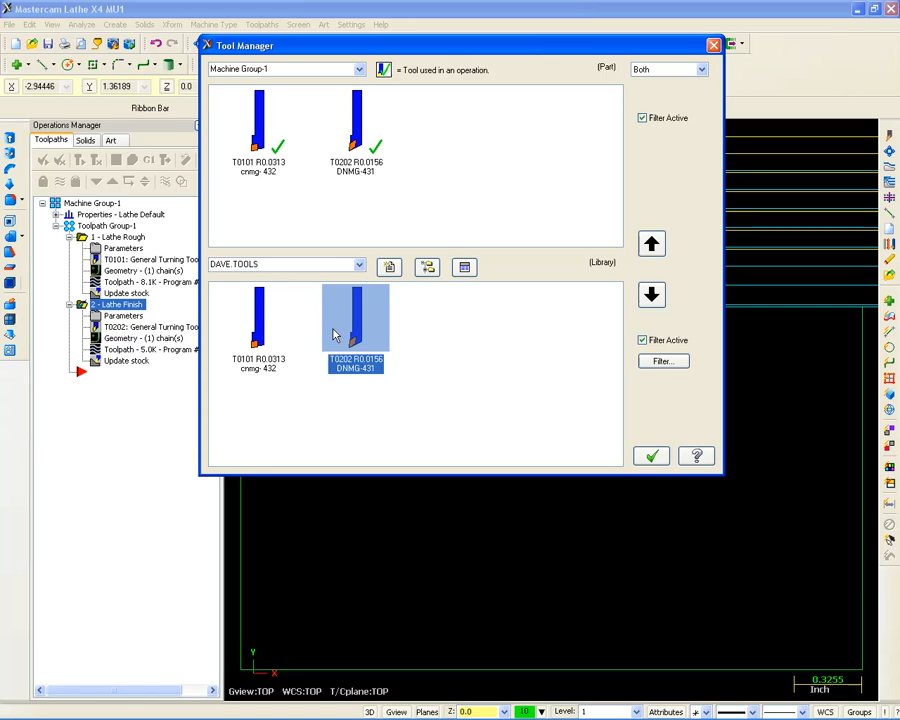 Mastercam Lathe X4 MU1
File Edit View Analyze Create Solids Xform Machine Type Toolpaths Screen Art Settings Help
X -2.94446 Y 1.36189 Z 0.0
Ribbon Bar
Operations Manager
Toolpaths Solids Art
G1
Machine Group-1
Properties - Lathe Default
Toolpath Group-1
1 - Lathe Rough
Parameters
T0101: General Turning Too
Geometry - (1) chain(s)
Toolpath - 8.1K - Program #
Update stock
2 - Lathe Finish
Parameters
T0202: General Turning Too
Geometry - (1) chain(s)
Toolpath - 5.0K - Program #
Update stock
Tool Manager
Machine Group-1
= Tool used in an operation.
(Part)
Both
T0101 R0.0313
cnmg- 432
T0202 R0.0156
DNMG-431
Filter Active
DAVE.TOOLS
(Library)
T0101 R0.0313
cnmg- 432
T0202 R0.0156
DNMG-431
Filter Active
Filter...
Y
X
0.3255
Inch
Gview:TOP WCS:TOP T/Cplane:TOP
3D Gview Planes Z: 0.0 10 Level: 1 Attributes WCS Groups ?